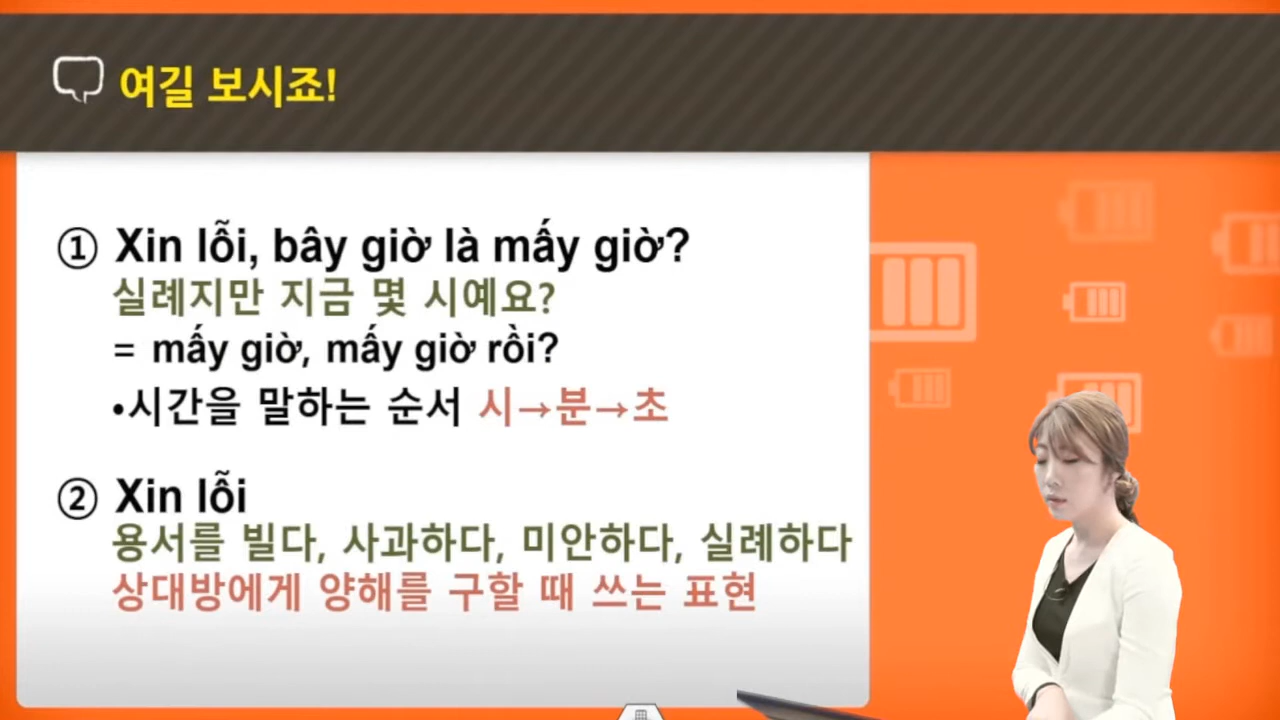 여길 보시죠!
① Xin lỗi, bây giờ là mấy giờ?
실례지만 지금 몇 시예요?
= mấy giờ, mấy giờ rồi?
•시간을 말하는 순서 시→분→초
② Xin lỗi
용서를 빌다, 사과하다, 미안하다, 실례하다
상대방에게 양해를 구할 때 쓰는 표현